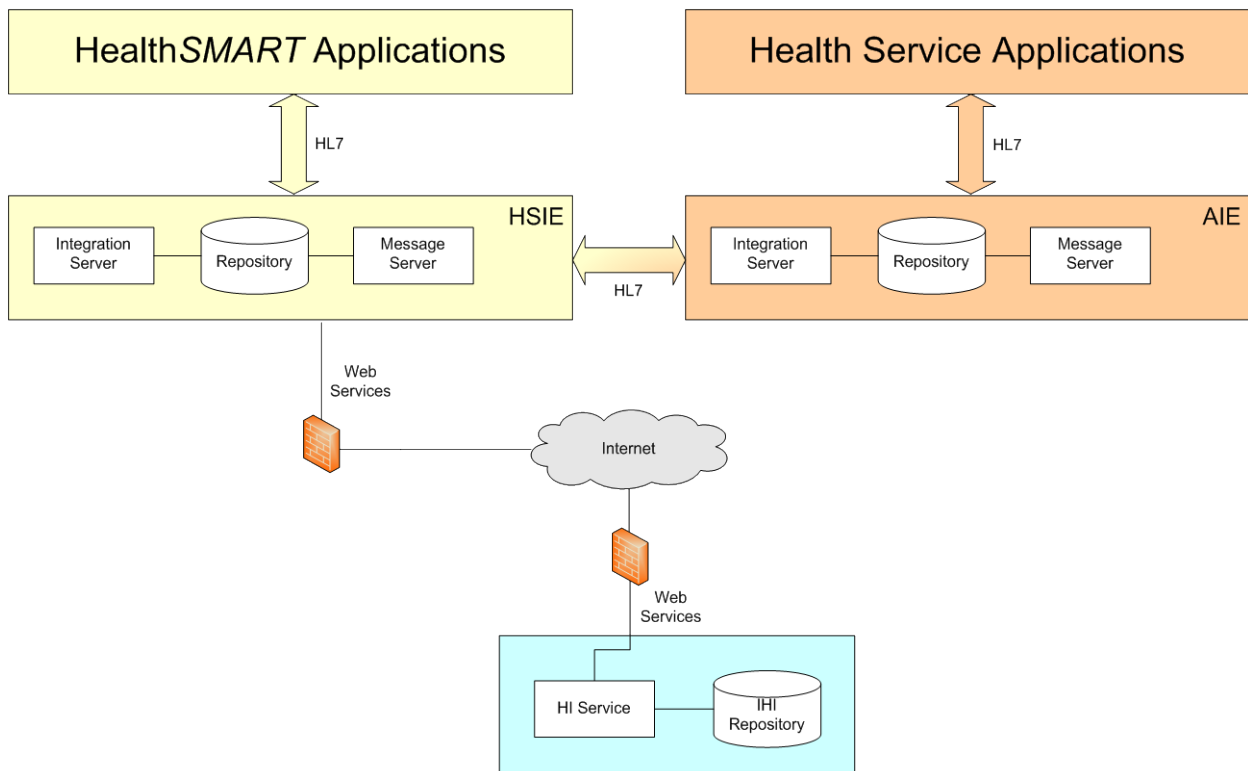 HealthSMART Applications
Health Service Applications
HL7
HL7
HSIE
Integration
Server
Repository
Message
Server
HL7
AIE
Integration
Server
Repository
Message
Server
Web
Services
Internet
Web
Services
HI Service
IHI
Repository